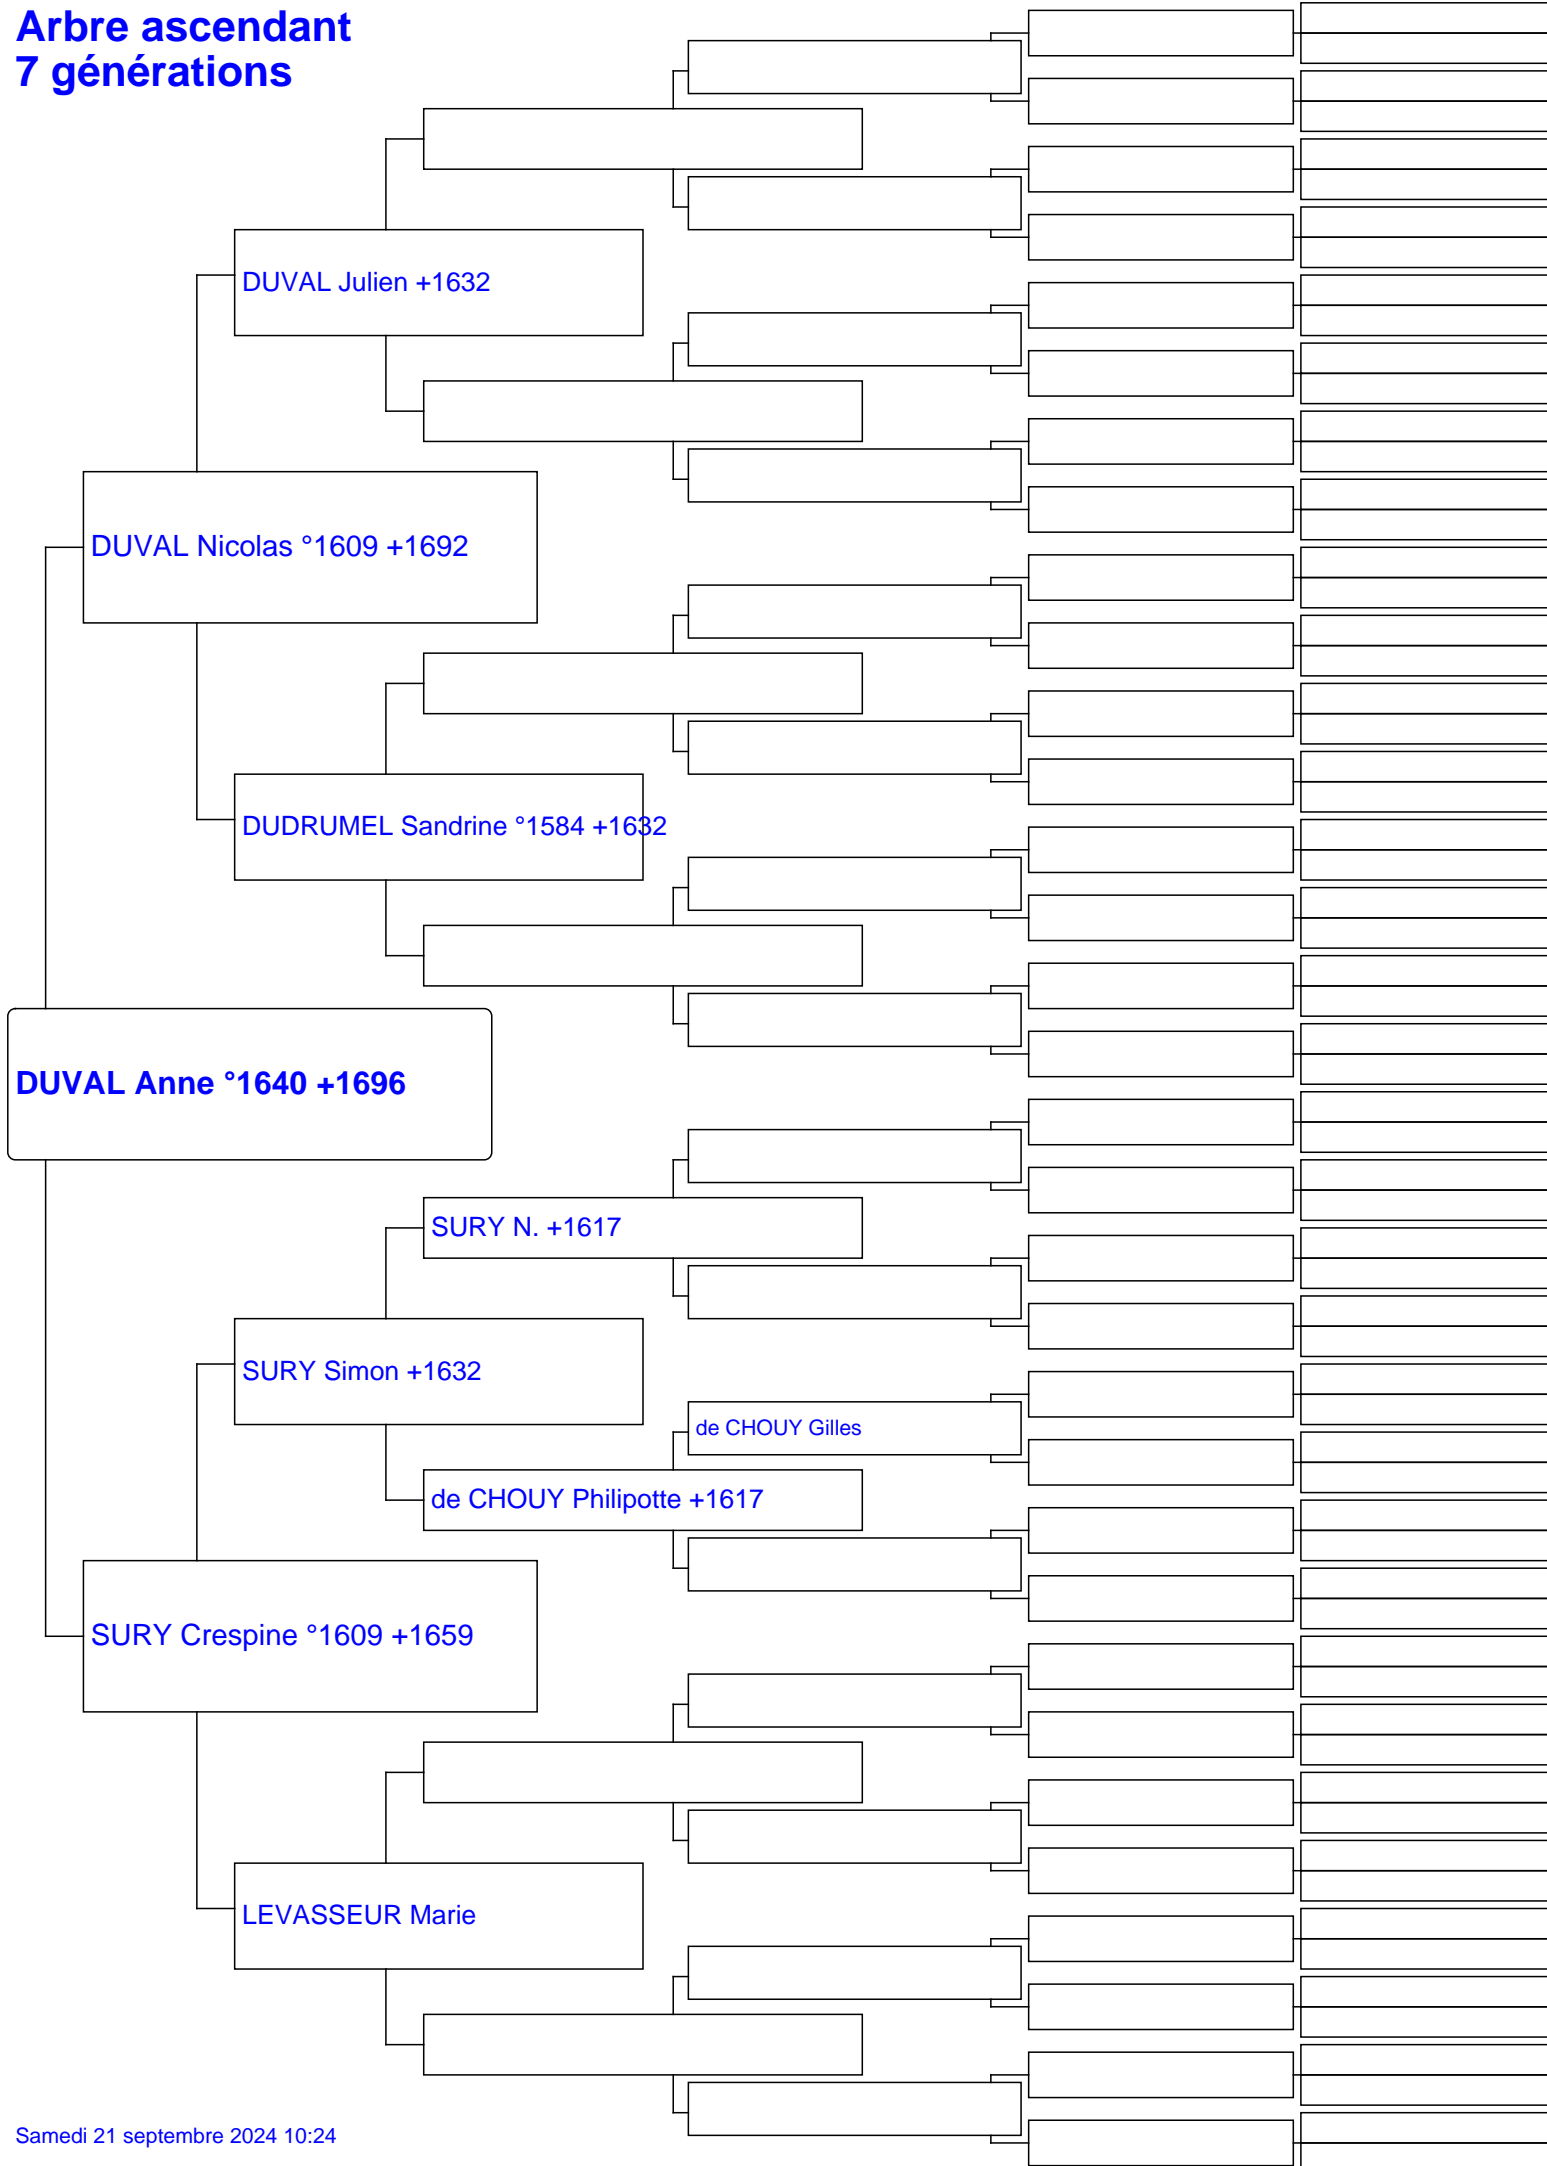 Arbre ascendant
7 générations
DUVAL Julien +1632
DUVAL Nicolas °1609 +1692
DUDRUMEL Sandrine °1584 +1632
DUVAL Anne °1640 +1696
SURY N. +1617
SURY Simon +1632
de CHOUY Gilles
de CHOUY Philipotte +1617
SURY Crespine °1609 +1659
LEVASSEUR Marie
Samedi 21 septembre 2024 10:24